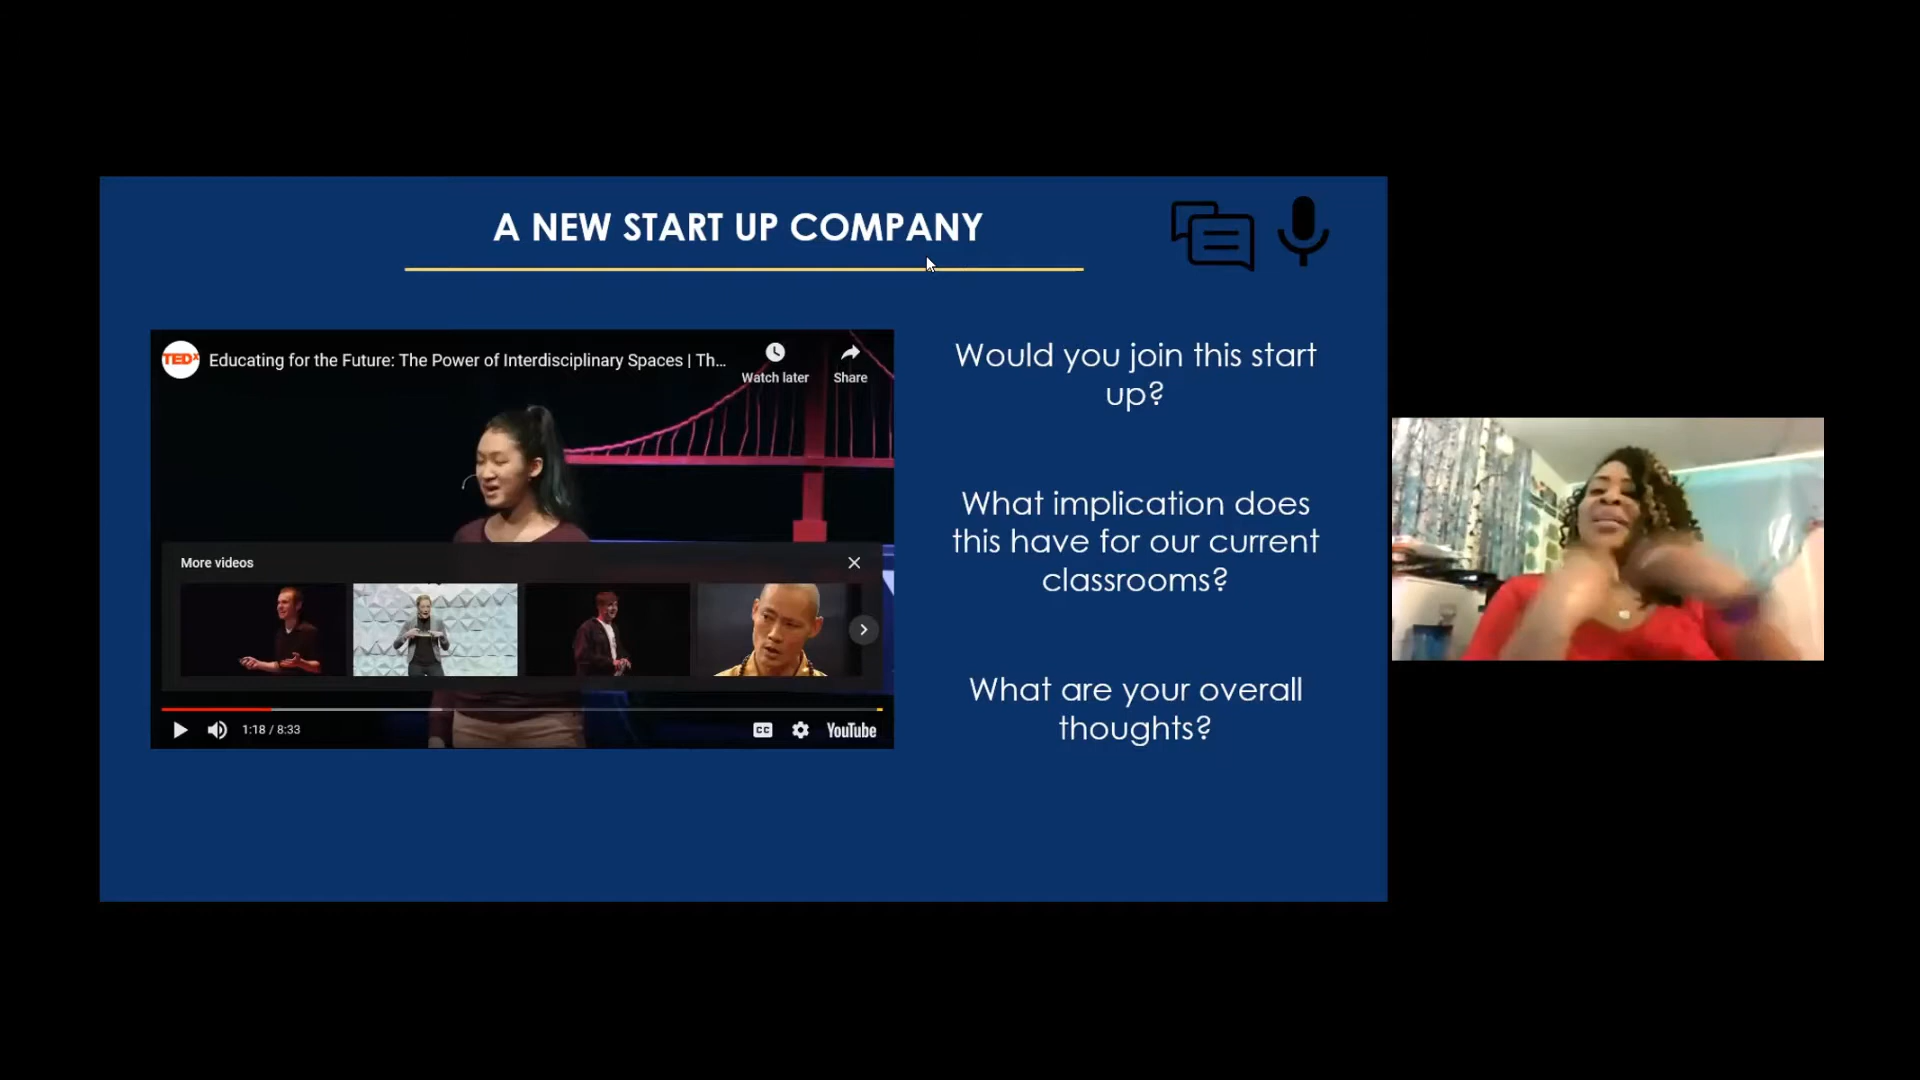 A NEW START UP COMPANY
TEDx
Educating for the Future: The Power of Interdisciplinary Spaces | Th...
Watch later
Share
More videos
1:18 / 8:33
CC
YouTube
Would you join this start
up?
What implication does
this have for our current
classrooms?
What are your overall
thoughts?